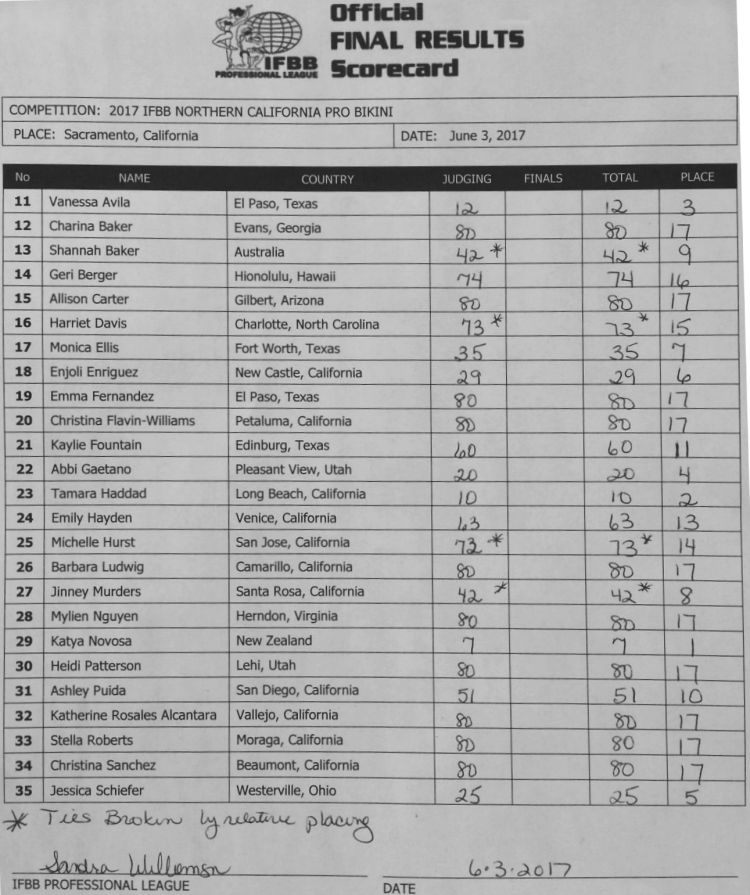 Official
FINAL RESULTS
Scorecard
IFBB
PROFESSIONAL LEAGUE
COMPETITION: 2017 IFBB NORTHERN CALIFORNIA PRO BIKINI
PLACE: Sacramento, California DATE: June 3, 2017
No NAME COUNTRY JUDGING FINALS TOTAL PLACE
11 Vanessa Avila El Paso, Texas 12 12 3
12 Charina Baker Evans, Georgia 80 80 17
13 Shannah Baker Australia 42 * 42 * 9
14 Geri Berger Hionolulu, Hawaii 74 74 16
15 Allison Carter Gilbert, Arizona 80 80 17
16 Harriet Davis Charlotte, North Carolina 73 * 73 * 15
17 Monica Ellis Fort Worth, Texas 35 35 7
18 Enjoli Enriguez New Castle, California 29 29 6
19 Emma Fernandez El Paso, Texas 80 80 17
20 Christina Flavin-Williams Petaluma, California 80 80 17
21 Kaylie Fountain Edinburg, Texas 60 60 11
22 Abbi Gaetano Pleasant View, Utah 20 20 4
23 Tamara Haddad Long Beach, California 10 10 2
24 Emily Hayden Venice, California 63 63 13
25 Michelle Hurst San Jose, California 73 * 73 * 14
26 Barbara Ludwig Camarillo, California 80 80 17
27 Jinney Murders Santa Rosa, California 42 * 42 * 8
28 Mylien Nguyen Herndon, Virginia 80 80 17
29 Katya Novosa New Zealand 7 7 1
30 Heidi Patterson Lehi, Utah 80 80 17
31 Ashley Puida San Diego, California 51 51 10
32 Katherine Rosales Alcantara Vallejo, California 80 80 17
33 Stella Roberts Moraga, California 80 80 17
34 Christina Sanchez Beaumont, California 80 80 17
35 Jessica Schiefer Westerville, Ohio 25 25 5
* Ties Broken by relative placing
Sandra Williamson 6.3.2017
IFBB PROFESSIONAL LEAGUE DATE